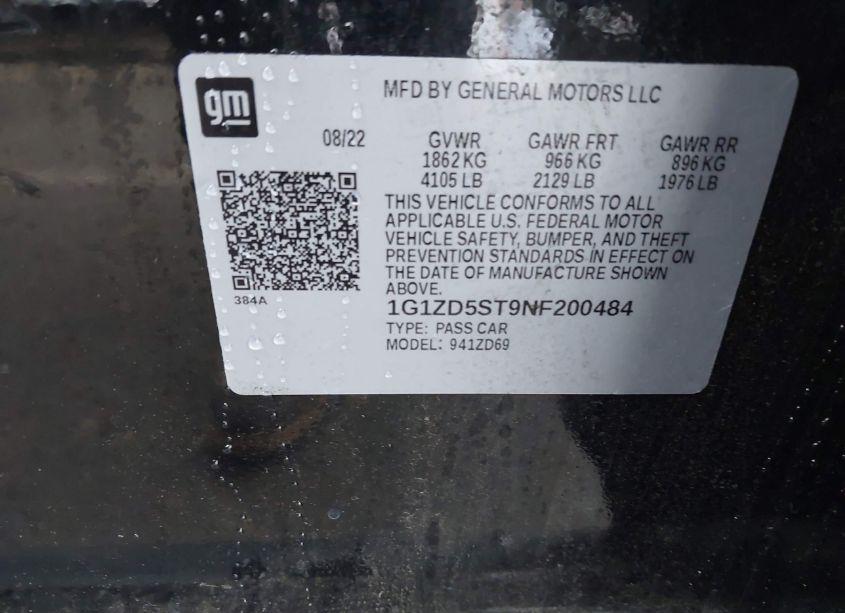 gm
MFD BY GENERAL MOTORS LLC
08/22 GVWR GAWR FRT GAWR RR
1862 KG 966 KG 896 KG
4105 LB 2129 LB 1976 LB
THIS VEHICLE CONFORMS TO ALL
APPLICABLE U.S. FEDERAL MOTOR
VEHICLE SAFETY, BUMPER, AND THEFT
PREVENTION STANDARDS IN EFFECT ON
THE DATE OF MANUFACTURE SHOWN
ABOVE.
384A
1G1ZD5ST9NF200484
TYPE: PASS CAR
MODEL: 941ZD69